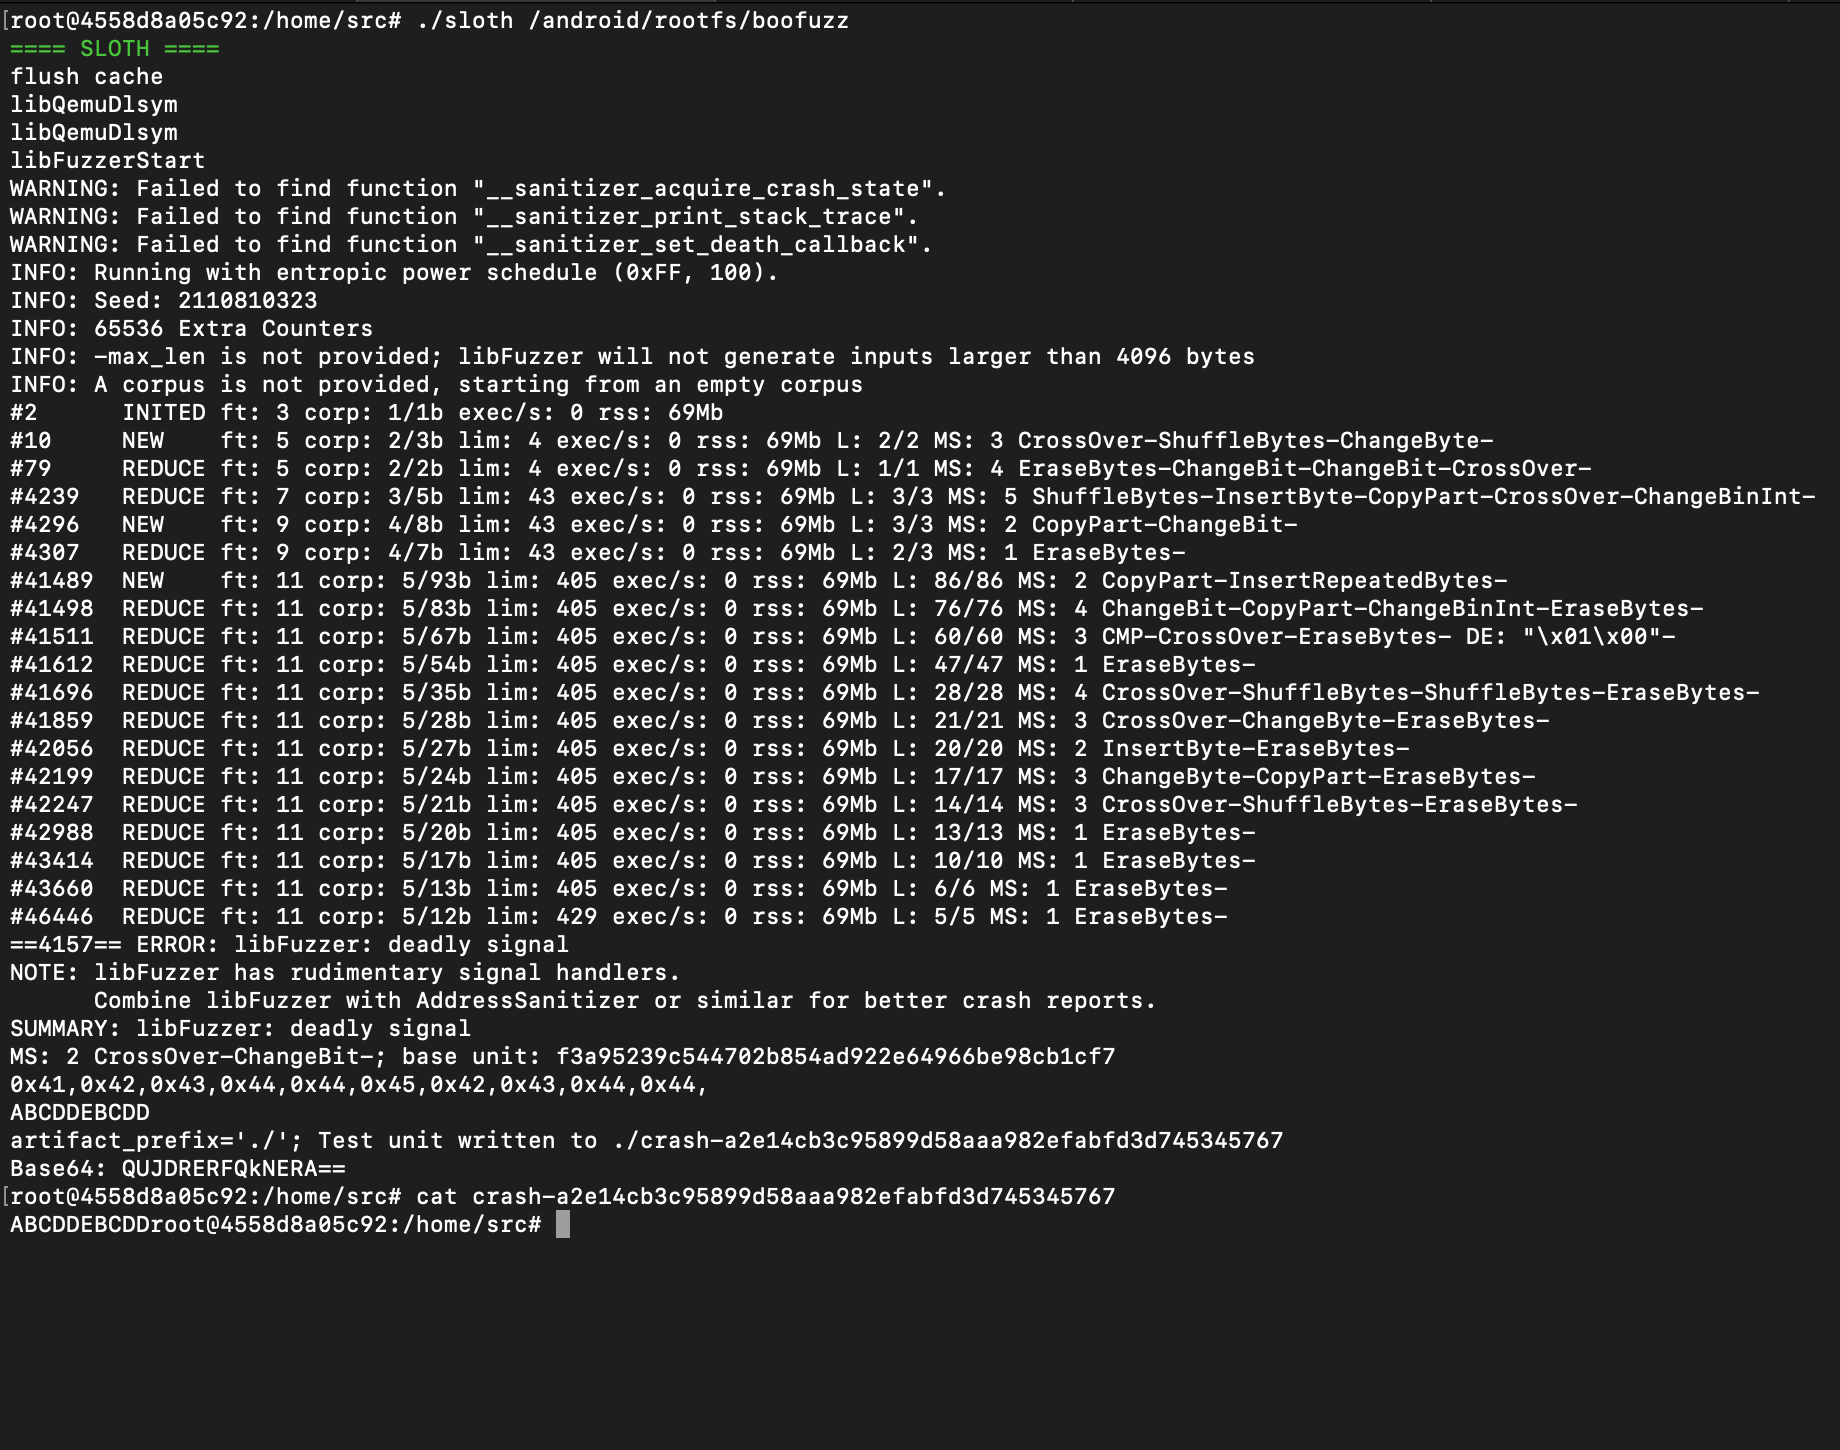 [root@4558d8a05c92:/home/src# ./sloth /android/rootfs/boofuzz
==== SLOTH ====
flush cache
libQemuDlsym
libQemuDlsym
libFuzzerStart
WARNING: Failed to find function "__sanitizer_acquire_crash_state".
WARNING: Failed to find function "__sanitizer_print_stack_trace".
WARNING: Failed to find function "__sanitizer_set_death_callback".
INFO: Running with entropic power schedule (0xFF, 100).
INFO: Seed: 2110810323
INFO: 65536 Extra Counters
INFO: -max_len is not provided; libFuzzer will not generate inputs larger than 4096 bytes
INFO: A corpus is not provided, starting from an empty corpus
#2      INITED ft: 3 corp: 1/1b exec/s: 0 rss: 69Mb
#10     NEW    ft: 5 corp: 2/3b lim: 4 exec/s: 0 rss: 69Mb L: 2/2 MS: 3 CrossOver-ShuffleBytes-ChangeByte-
#79     REDUCE ft: 5 corp: 2/2b lim: 4 exec/s: 0 rss: 69Mb L: 1/1 MS: 4 EraseBytes-ChangeBit-ChangeBit-CrossOver-
#4239   REDUCE ft: 7 corp: 3/5b lim: 43 exec/s: 0 rss: 69Mb L: 3/3 MS: 5 ShuffleBytes-InsertByte-CopyPart-CrossOver-ChangeBinInt-
#4296   NEW    ft: 9 corp: 4/8b lim: 43 exec/s: 0 rss: 69Mb L: 3/3 MS: 2 CopyPart-ChangeBit-
#4307   REDUCE ft: 9 corp: 4/7b lim: 43 exec/s: 0 rss: 69Mb L: 2/3 MS: 1 EraseBytes-
#41489  NEW    ft: 11 corp: 5/93b lim: 405 exec/s: 0 rss: 69Mb L: 86/86 MS: 2 CopyPart-InsertRepeatedBytes-
#41498  REDUCE ft: 11 corp: 5/83b lim: 405 exec/s: 0 rss: 69Mb L: 76/76 MS: 4 ChangeBit-CopyPart-ChangeBinInt-EraseBytes-
#41511  REDUCE ft: 11 corp: 5/67b lim: 405 exec/s: 0 rss: 69Mb L: 60/60 MS: 3 CMP-CrossOver-EraseBytes- DE: "\x01\x00"-
#41612  REDUCE ft: 11 corp: 5/54b lim: 405 exec/s: 0 rss: 69Mb L: 47/47 MS: 1 EraseBytes-
#41696  REDUCE ft: 11 corp: 5/35b lim: 405 exec/s: 0 rss: 69Mb L: 28/28 MS: 4 CrossOver-ShuffleBytes-ShuffleBytes-EraseBytes-
#41859  REDUCE ft: 11 corp: 5/28b lim: 405 exec/s: 0 rss: 69Mb L: 21/21 MS: 3 CrossOver-ChangeByte-EraseBytes-
#42056  REDUCE ft: 11 corp: 5/27b lim: 405 exec/s: 0 rss: 69Mb L: 20/20 MS: 2 InsertByte-EraseBytes-
#42199  REDUCE ft: 11 corp: 5/24b lim: 405 exec/s: 0 rss: 69Mb L: 17/17 MS: 3 ChangeByte-CopyPart-EraseBytes-
#42247  REDUCE ft: 11 corp: 5/21b lim: 405 exec/s: 0 rss: 69Mb L: 14/14 MS: 3 CrossOver-ShuffleBytes-EraseBytes-
#42988  REDUCE ft: 11 corp: 5/20b lim: 405 exec/s: 0 rss: 69Mb L: 13/13 MS: 1 EraseBytes-
#43414  REDUCE ft: 11 corp: 5/17b lim: 405 exec/s: 0 rss: 69Mb L: 10/10 MS: 1 EraseBytes-
#43660  REDUCE ft: 11 corp: 5/13b lim: 405 exec/s: 0 rss: 69Mb L: 6/6 MS: 1 EraseBytes-
#46446  REDUCE ft: 11 corp: 5/12b lim: 429 exec/s: 0 rss: 69Mb L: 5/5 MS: 1 EraseBytes-
==4157== ERROR: libFuzzer: deadly signal
NOTE: libFuzzer has rudimentary signal handlers.
      Combine libFuzzer with AddressSanitizer or similar for better crash reports.
SUMMARY: libFuzzer: deadly signal
MS: 2 CrossOver-ChangeBit-; base unit: f3a95239c544702b854ad922e64966be98cb1cf7
0x41,0x42,0x43,0x44,0x44,0x45,0x42,0x43,0x44,0x44,
ABCDDEBCDD
artifact_prefix='./'; Test unit written to ./crash-a2e14cb3c95899d58aaa982efabfd3d745345767
Base64: QUJDRERFQkNERA==
[root@4558d8a05c92:/home/src# cat crash-a2e14cb3c95899d58aaa982efabfd3d745345767
ABCDDEBCDDroot@4558d8a05c92:/home/src#